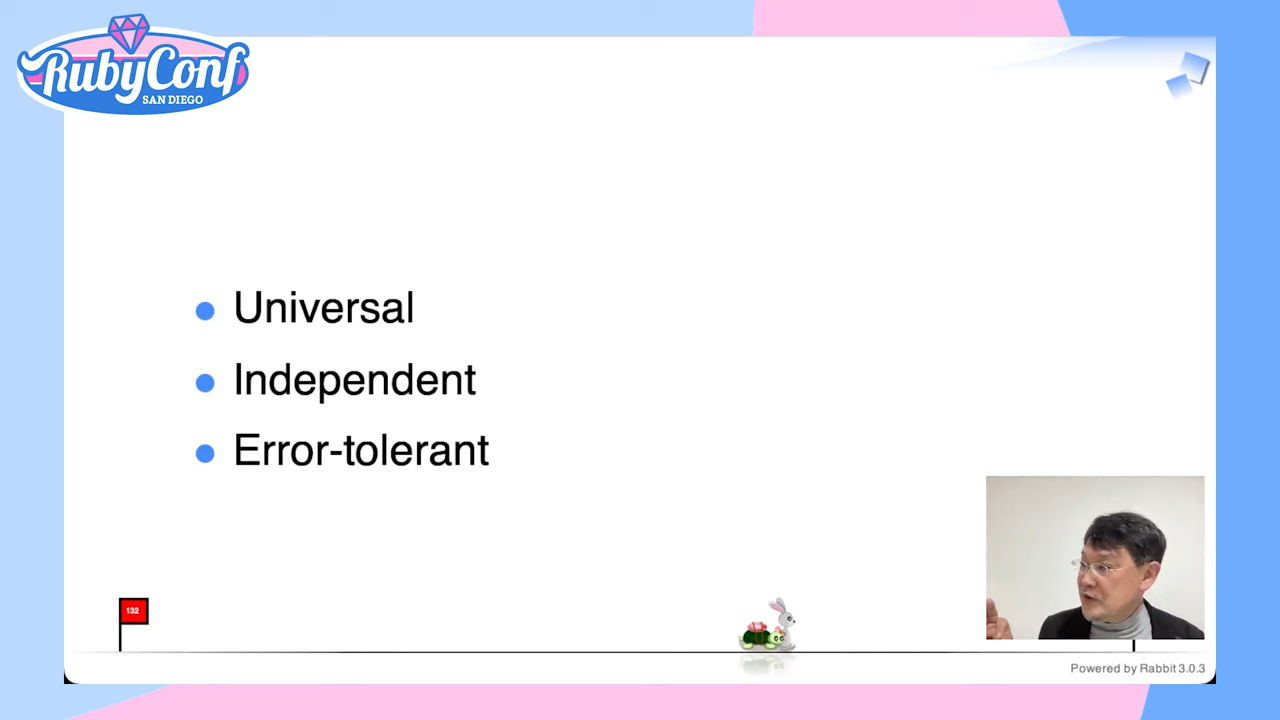 RubyConf
SAN DIEGO
Universal
Independent
Error-tolerant
132
Powered by Rabbit 3.0.3